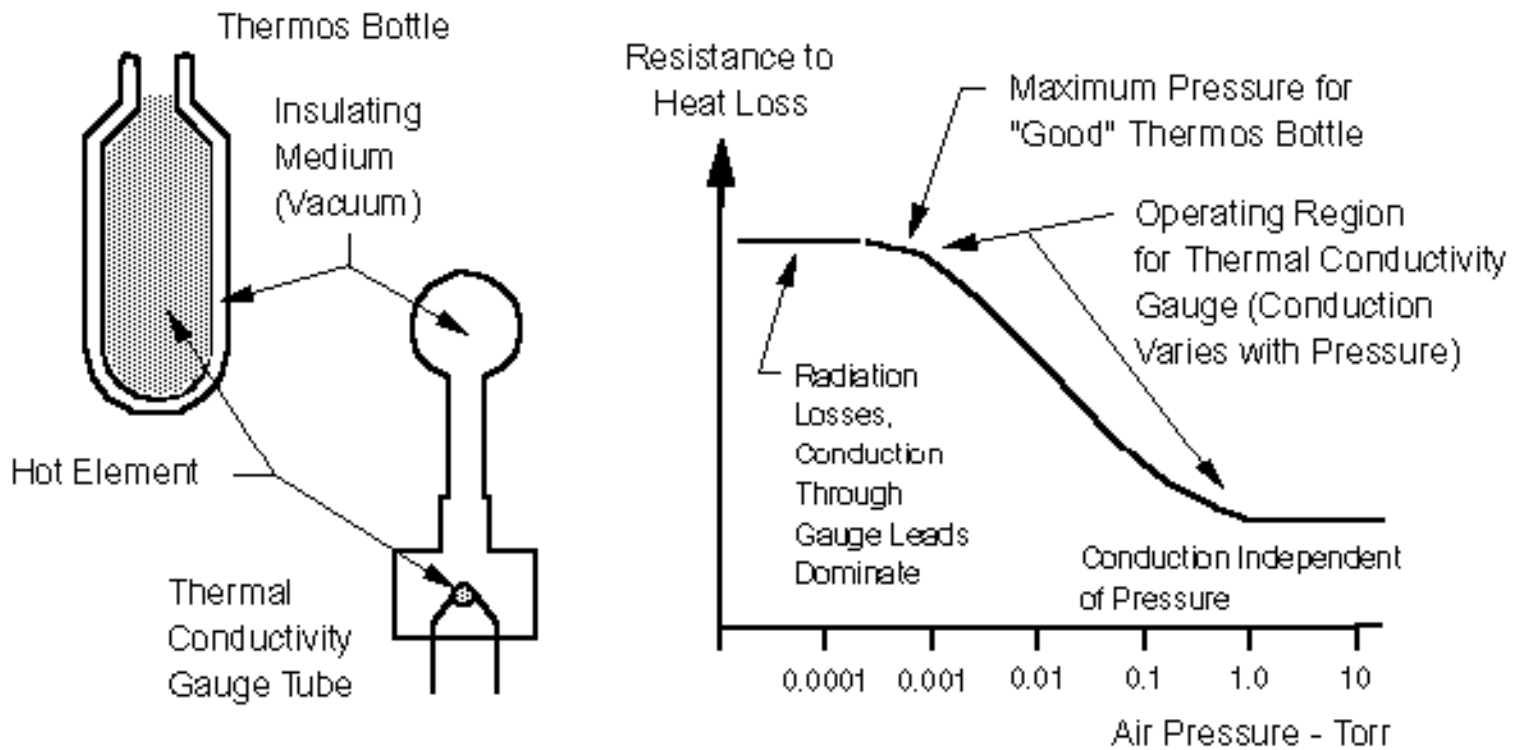 Thermos Bottle
Insulating
Medium
(Vacuum)
Hot Element
Thermal
Conductivity
Gauge Tube
Resistance to
Heat Loss
Maximum Pressure for
"Good" Thermos Bottle
Operating Region
for Thermal Conductivity
Gauge (Conduction
Varies with Pressure)
Radiation
Losses,
Conduction
Through
Gauge Leads
Dominate
Conduction Independent
of Pressure
0.0001 0.001 0.01 0.1 1.0 10
Air Pressure - Torr